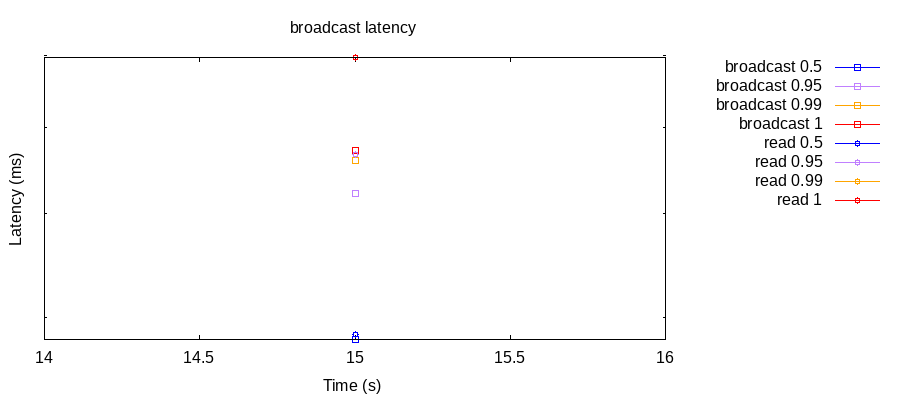 broadcast latency
Latency (ms)
14
14.5
15
15.5
16
Time (s)
broadcast 0.5
broadcast 0.95
broadcast 0.99
broadcast 1
read 0.5
read 0.95
read 0.99
read 1